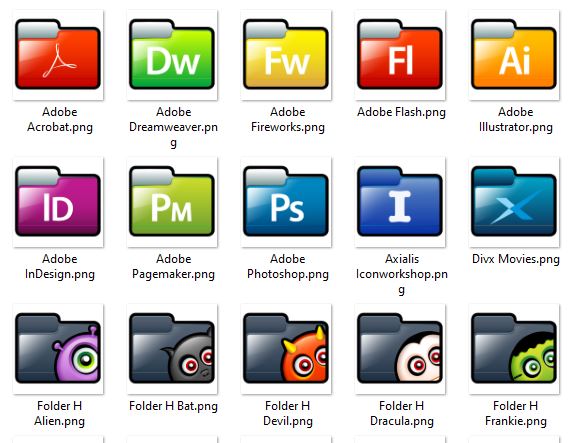 Dw
Fw
Fl
Ai
Adobe
Acrobat.png
Adobe
Dreamweaver.pn
g
Adobe
Fireworks.png
Adobe Flash.png
Adobe
Illustrator.png
ID
PM
Ps
I
Adobe
InDesign.png
Adobe
Pagemaker.png
Adobe
Photoshop.png
Axialis
Iconworkshop.pn
g
Divx Movies.png
Folder H
Alien.png
Folder H Bat.png
Folder H
Devil.png
Folder H
Dracula.png
Folder H
Frankie.png